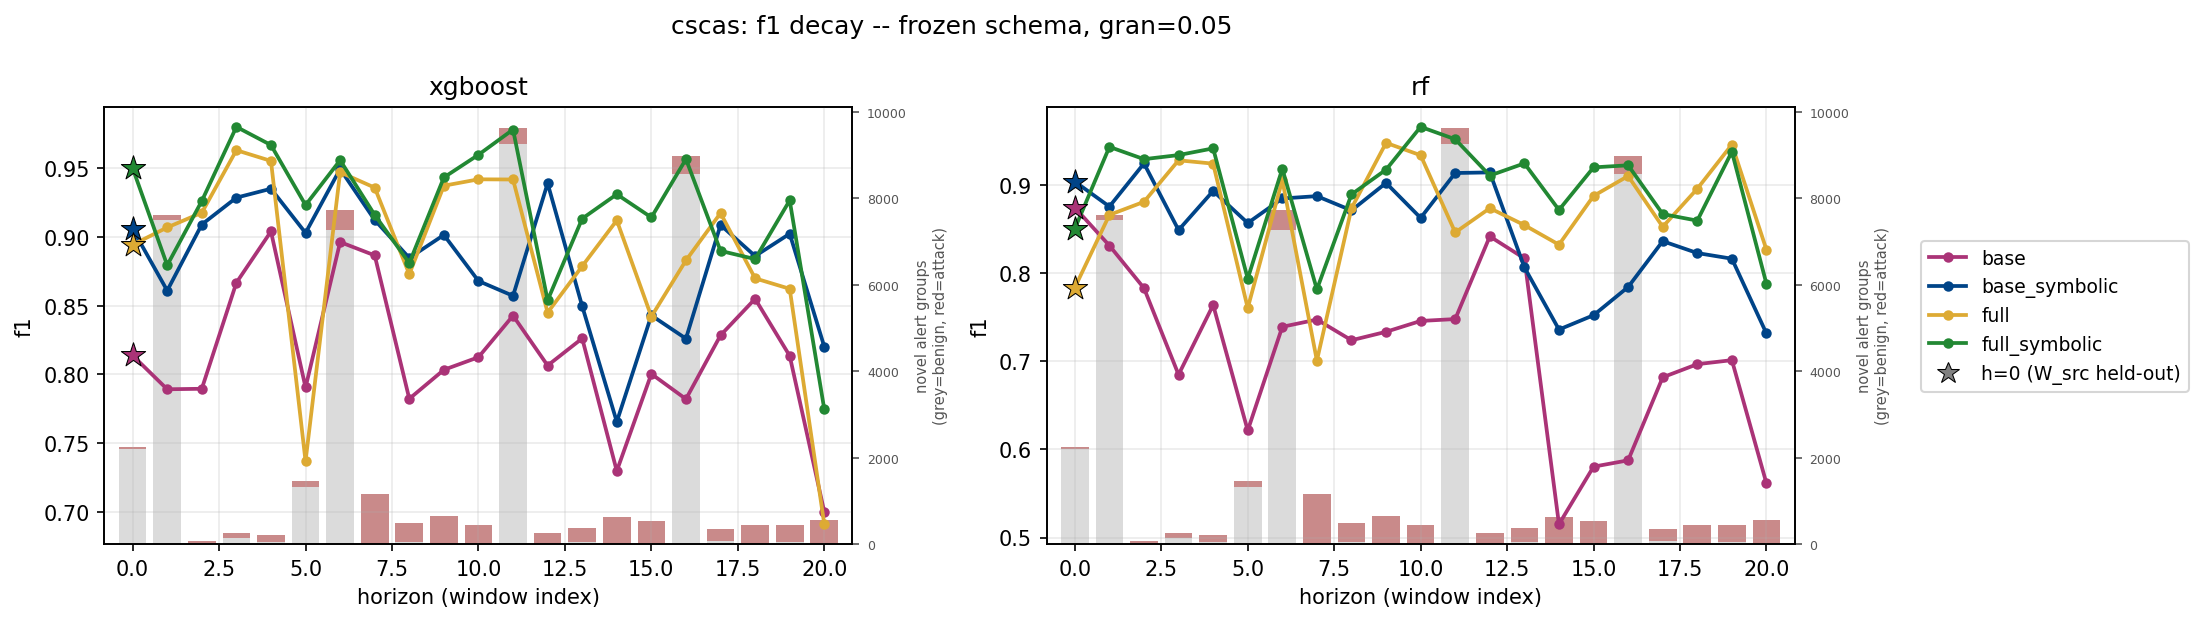 cscas: f1 decay -- frozen schema, gran=0.05
xgboost
f1
0.95
0.90
0.85
0.80
0.75
0.70
0.0
2.5
5.0
7.5
10.0
12.5
15.0
17.5
20.0
horizon (window index)
10000
8000
6000
4000
2000
0
novel alert groups
(grey=benign, red=attack)
rf
f1
0.9
0.8
0.7
0.6
0.5
0.0
2.5
5.0
7.5
10.0
12.5
15.0
17.5
20.0
horizon (window index)
10000
8000
6000
4000
2000
0
novel alert groups
(grey=benign, red=attack)
base
base_symbolic
full
full_symbolic
h=0 (W_src held-out)